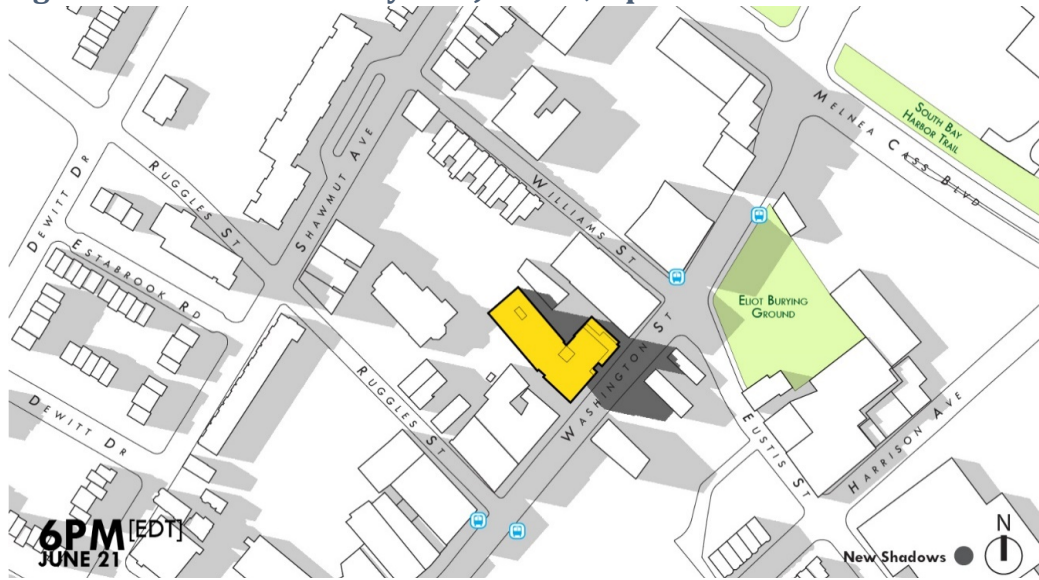 MELNEA CASS BLVD
SOUTH BAY
HARBOR TRAIL
SHAWMUT AVE
WILLIAMS ST
DEWITT DR
RUGGLES ST
ESTABROOK RD
ELIOT BURYING
GROUND
WASHINGTON ST
RUGGLES ST
DEWITT DR
EUSTIS ST
HARRISON AVE
6PM [EDT]
JUNE 21
N
New Shadows